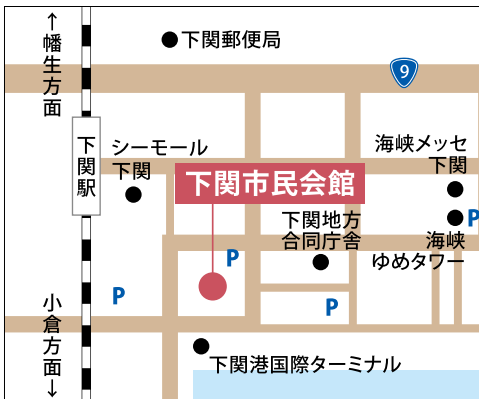 ↑幡生方面
下関郵便局
9
下関駅
シーモール
下関
海峡メッセ
下関
下関市民会館
P
下関地方
合同庁舎
海峡
ゆめタワー
P
P
P
小倉方面↓
下関港国際ターミナル